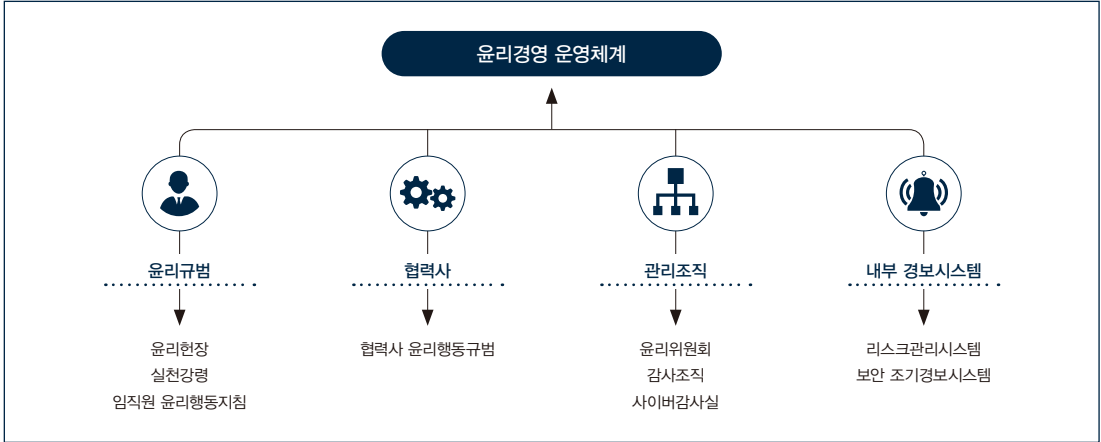 윤리경영 운영체계
윤리규범
협력사
관리조직
내부 경보시스템
윤리헌장
실천강령
임직원 윤리행동지침
협력사 윤리행동규범
윤리위원회
감사조직
사이버감사실
리스크관리시스템
보안 조기경보시스템